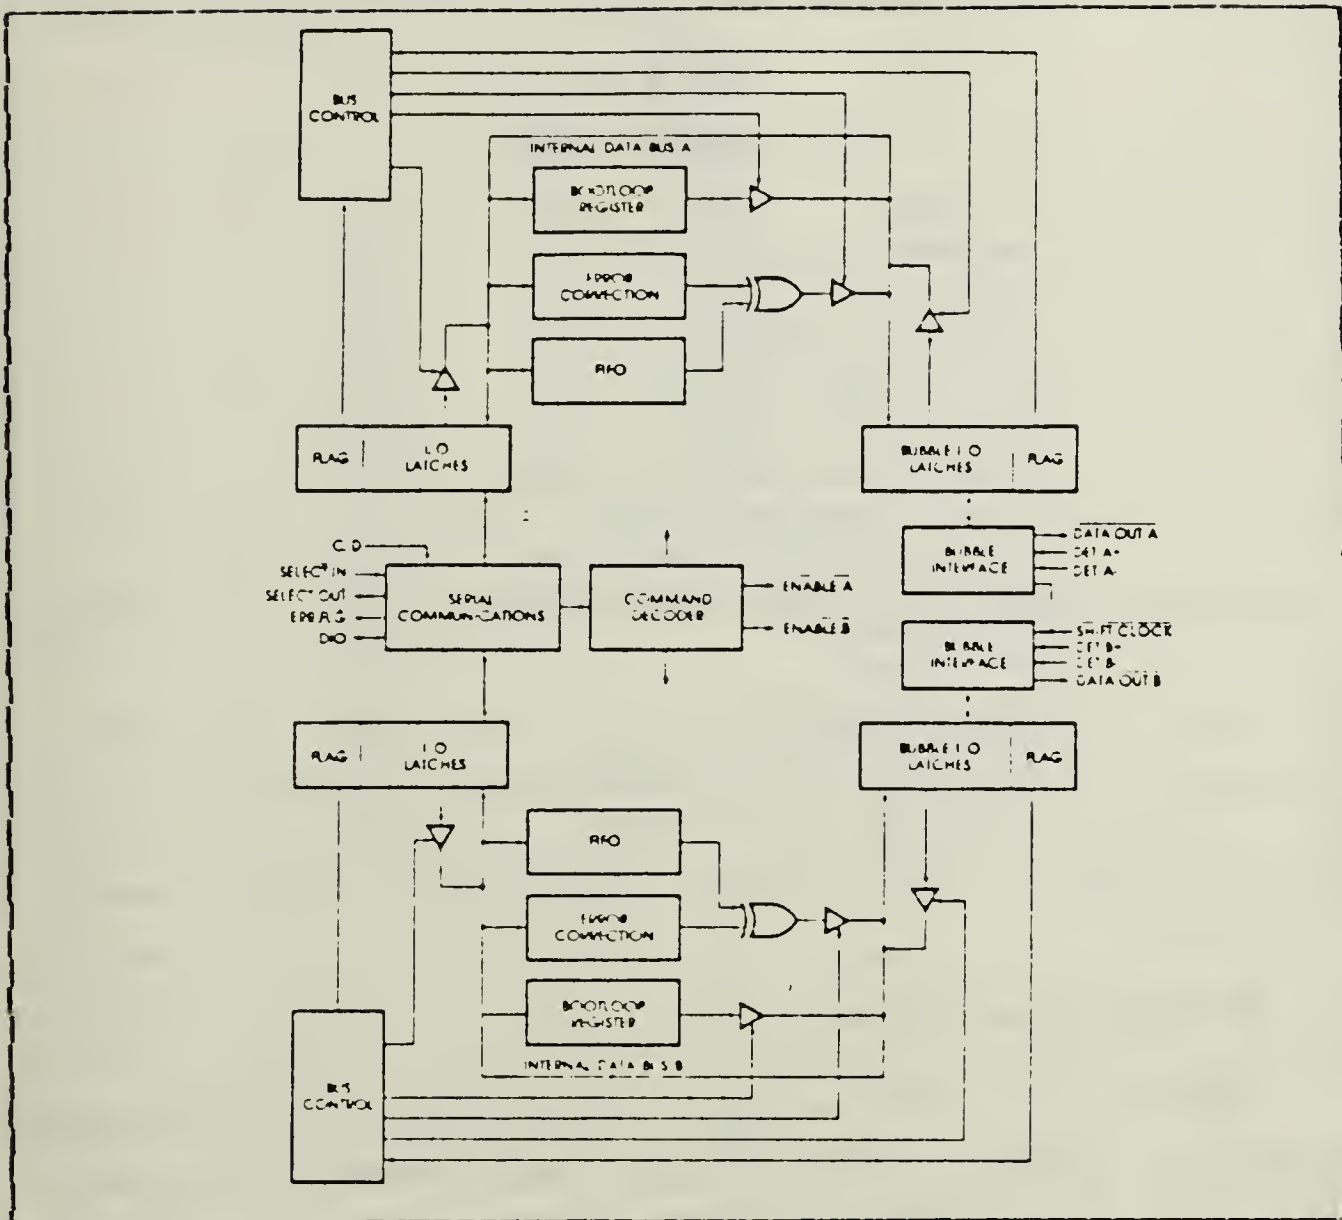 BUS
CONTROL
INTERNAL DATA BUS A
BOOTLOOP
REGISTER
ERROR
CORRECTION
RFO
FLAG
I/O
LATCHES
BUBBLE I/O
LATCHES
FLAG
C/D
SELECT IN
SELECT OUT
ERR.FLG
DIO
SERIAL
COMMUNICATIONS
COMMAND
DECODER
ENABLE A
ENABLE B
BUBBLE
INTERFACE
DATA OUT A
DET A+
DET A-
BUBBLE
INTERFACE
SHIFT CLOCK
DET B+
DET B-
DATA OUT B
FLAG
I/O
LATCHES
BUBBLE I/O
LATCHES
FLAG
RFO
ERROR
CORRECTION
BOOTLOOP
REGISTER
INTERNAL DATA BUS B
BUS
CONTROL